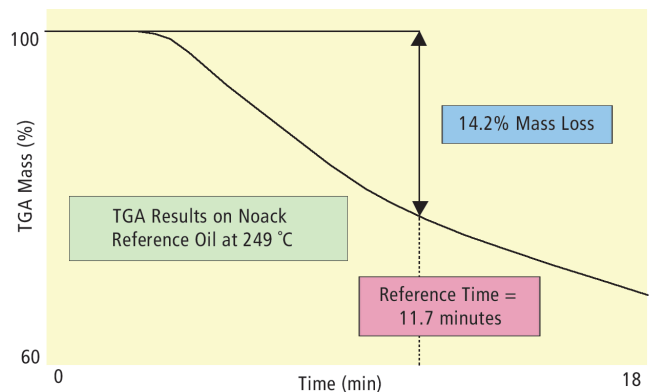 100
TGA Mass (%)
14.2% Mass Loss
TGA Results on Noack
Reference Oil at 249 ˚C
Reference Time =
11.7 minutes
60
0
Time (min)
18